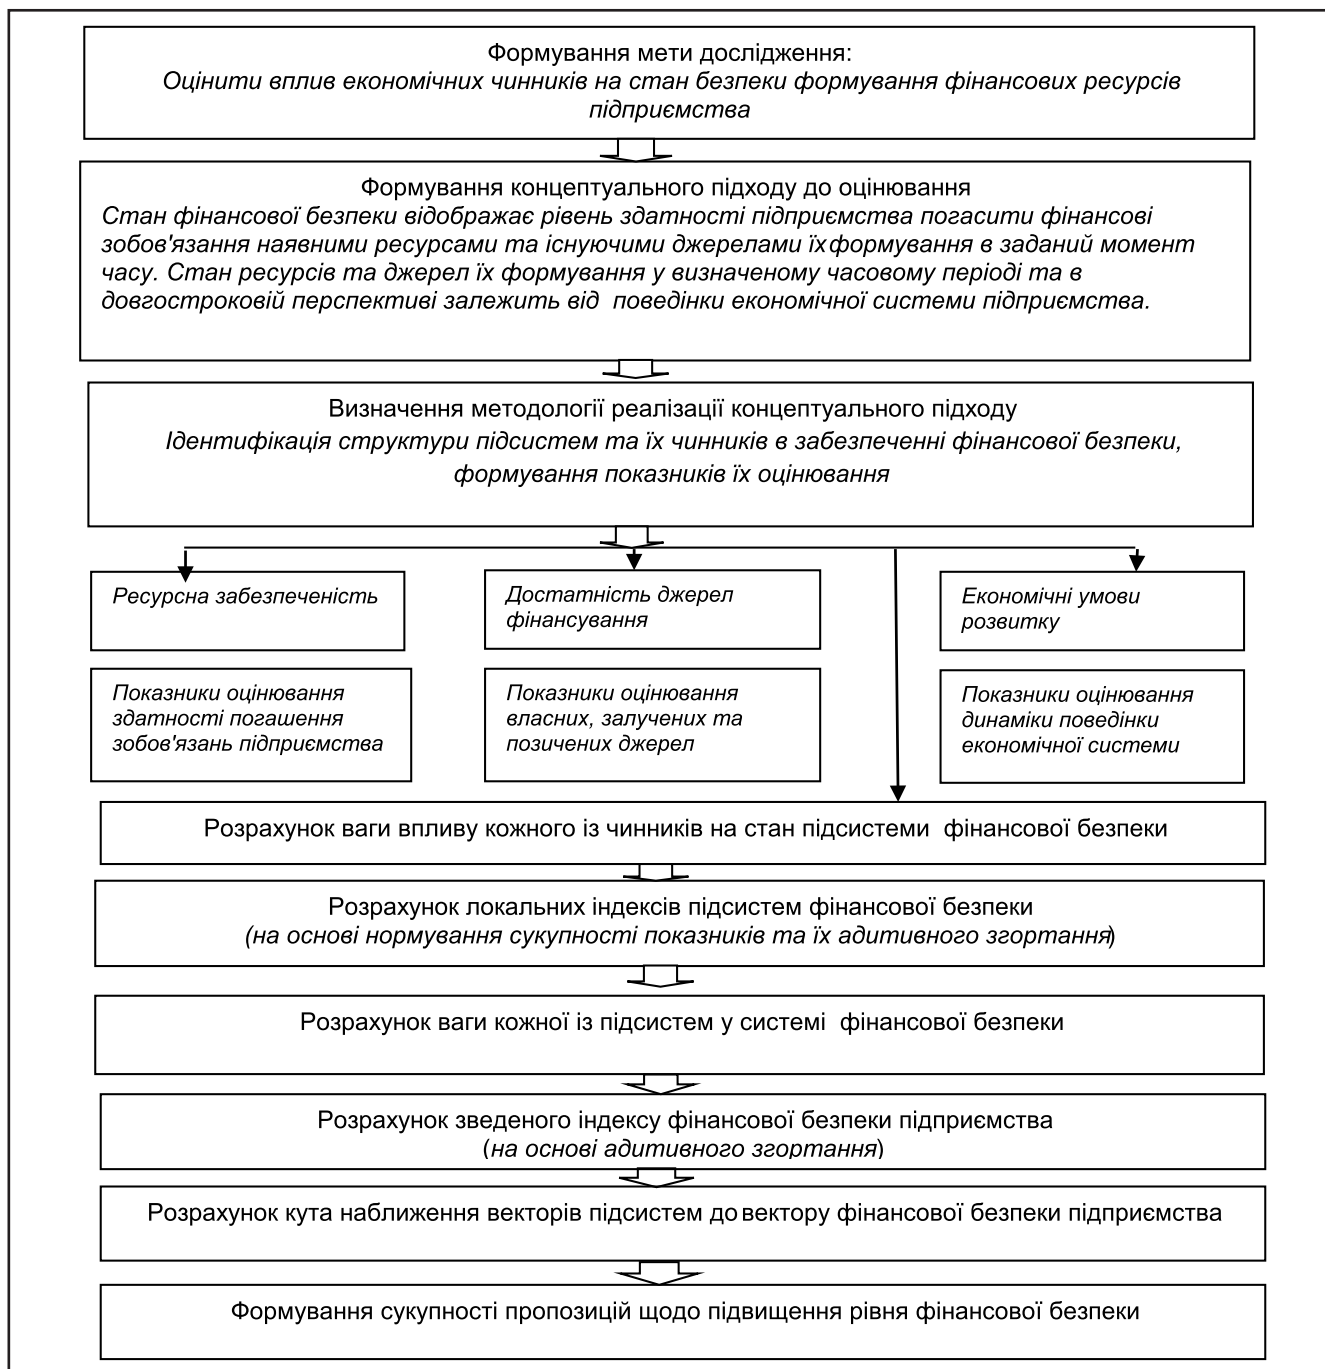 Формування мети дослідження:
Оцінити вплив економічних чинників на стан безпеки формування фінансових ресурсів
підприємства
Формування концептуального підходу до оцінювання
Стан фінансової безпеки відображає рівень здатності підприємства погасити фінансові
зобов'язання наявними ресурсами та існуючими джерелами їх формування в заданий момент
часу. Стан ресурсів та джерел їх формування у визначеному часовому періоді та в
довгостроковій перспективі залежить від поведінки економічної системи підприємства.
Визначення методології реалізації концептуального підходу
Ідентифікація структури підсистем та їх чинників в забезпеченні фінансової безпеки,
формування показників їх оцінювання
Ресурсна забезпеченість
Достатність джерел
фінансування
Економічні умови
розвитку
Показники оцінювання
здатності погашення
зобов'язань підприємства
Показники оцінювання
власних, залучених та
позичених джерел
Показники оцінювання
динаміки поведінки
економічної системи
Розрахунок ваги впливу кожного із чинників на стан підсистеми фінансової безпеки
Розрахунок локальних індексів підсистем фінансової безпеки
(на основі нормування сукупності показників та їх адитивного згортання)
Розрахунок ваги кожної із підсистем у системі фінансової безпеки
Розрахунок зведеного індексу фінансової безпеки підприємства
(на основі адитивного згортання)
Розрахунок кута наближення векторів підсистем до вектору фінансової безпеки підприємства
Формування сукупності пропозицій щодо підвищення рівня фінансової безпеки